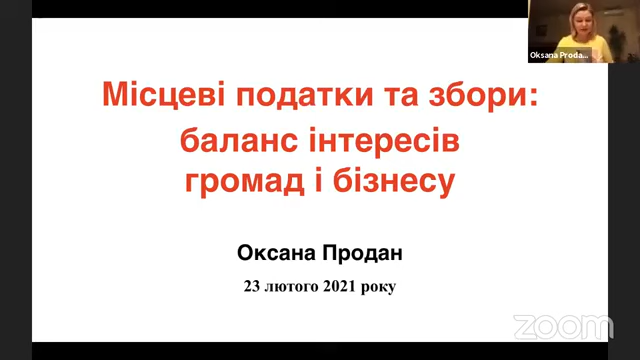 Oksana Proda...
Місцеві податки та збори:
баланс інтересів
громад і бізнесу
Оксана Продан
23 лютого 2021 року
zoom